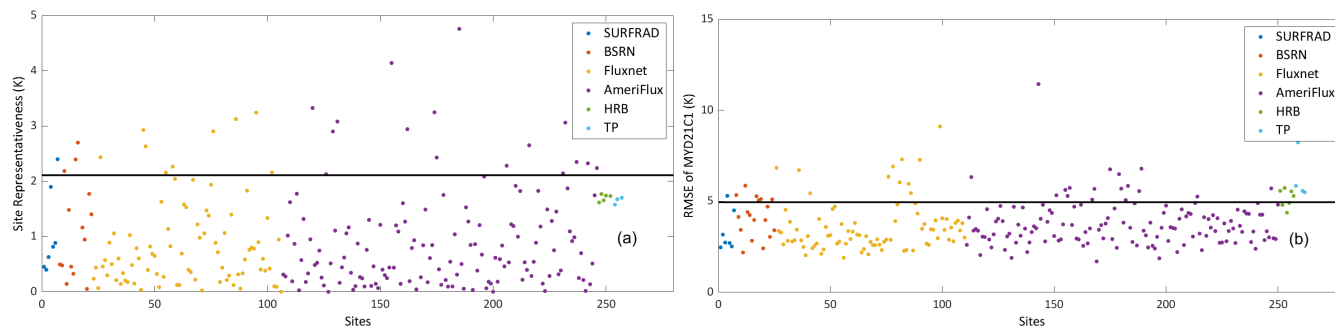 5
4
3
2
1
0
Site Representativeness (K)
0
50
100
150
200
250
Sites
SURFRAD
BSRN
Fluxnet
AmeriFlux
HRB
TP
(a)
15
10
5
0
RMSE of MYD21C1 (K)
0
50
100
150
200
250
Sites
SURFRAD
BSRN
Fluxnet
AmeriFlux
HRB
TP
(b)